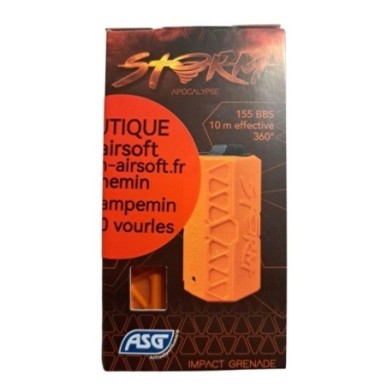 STORM
APOCALYPSE
155 BBS
10 m effective
360°
UTIQUE
airsoft
n-airsoft.fr
hemin
ampemin
0 vourles
STORM
ASG
IMPACT GRENADE